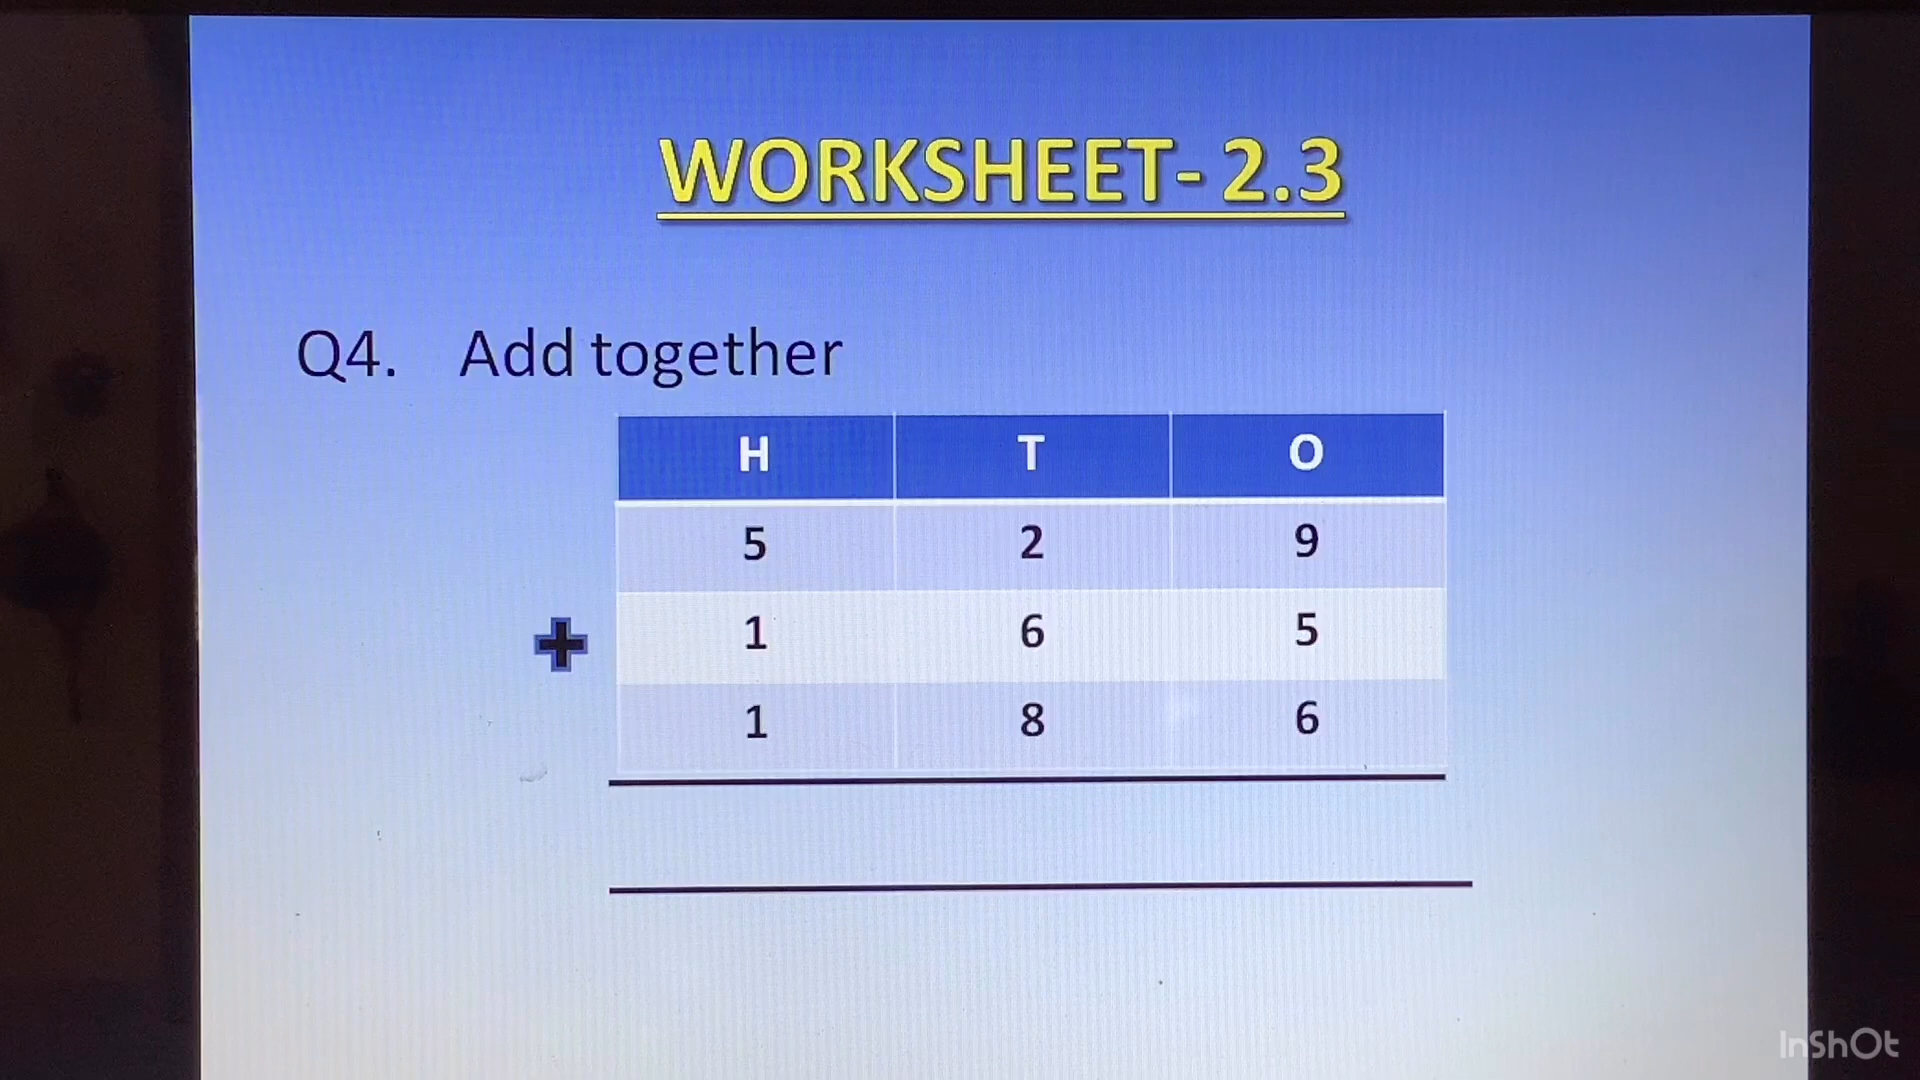 WORKSHEET- 2.3
Q4. Add together
H T O
5 2 9
+ 1 6 5
1 8 6
InShOt